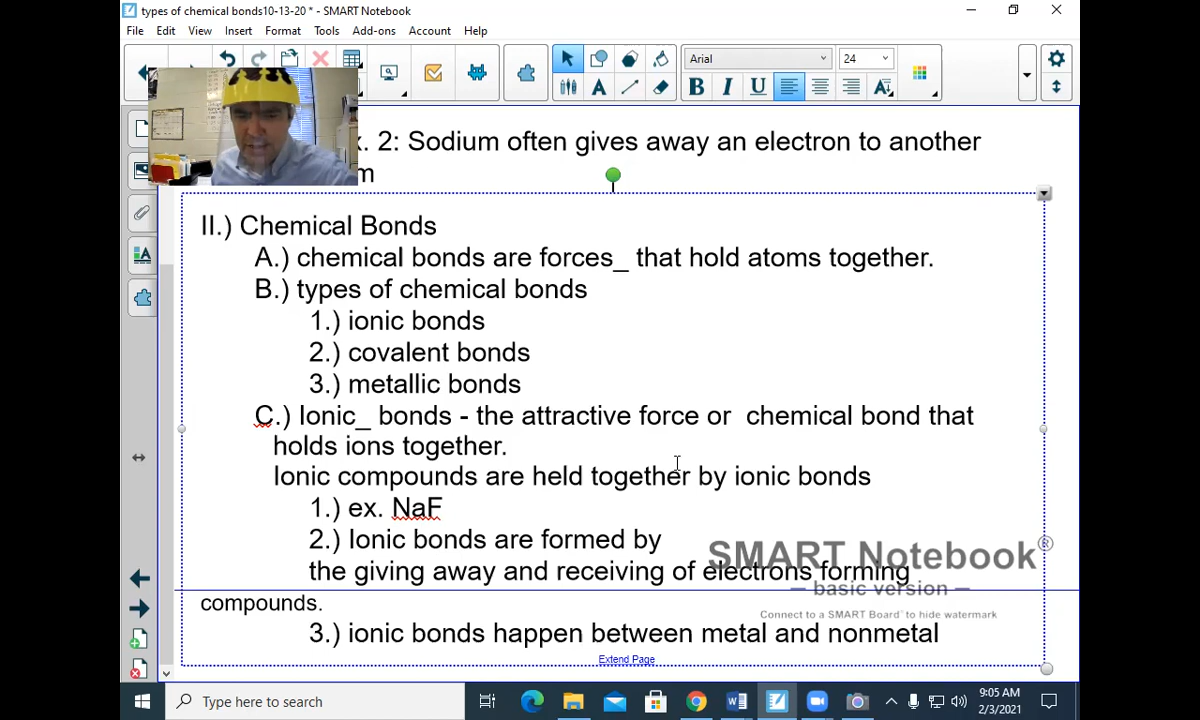 types of chemical bonds10-13-20 * - SMART Notebook
File Edit View Insert Format Tools Add-ons Account Help
Arial 24
B I U
x. 2: Sodium often gives away an electron to another
m
II.) Chemical Bonds
A.) chemical bonds are forces_ that hold atoms together.
B.) types of chemical bonds
1.) ionic bonds
2.) covalent bonds
3.) metallic bonds
C.) Ionic_ bonds - the attractive force or chemical bond that
holds ions together.
Ionic compounds are held together by ionic bonds
1.) ex. NaF
2.) Ionic bonds are formed by
SMART Notebook®
the giving away and receiving of electrons forming
— basic version —
compounds.
Connect to a SMART Board™ to hide watermark
3.) ionic bonds happen between metal and nonmetal
Extend Page
Type here to search
9:05 AM
2/3/2021